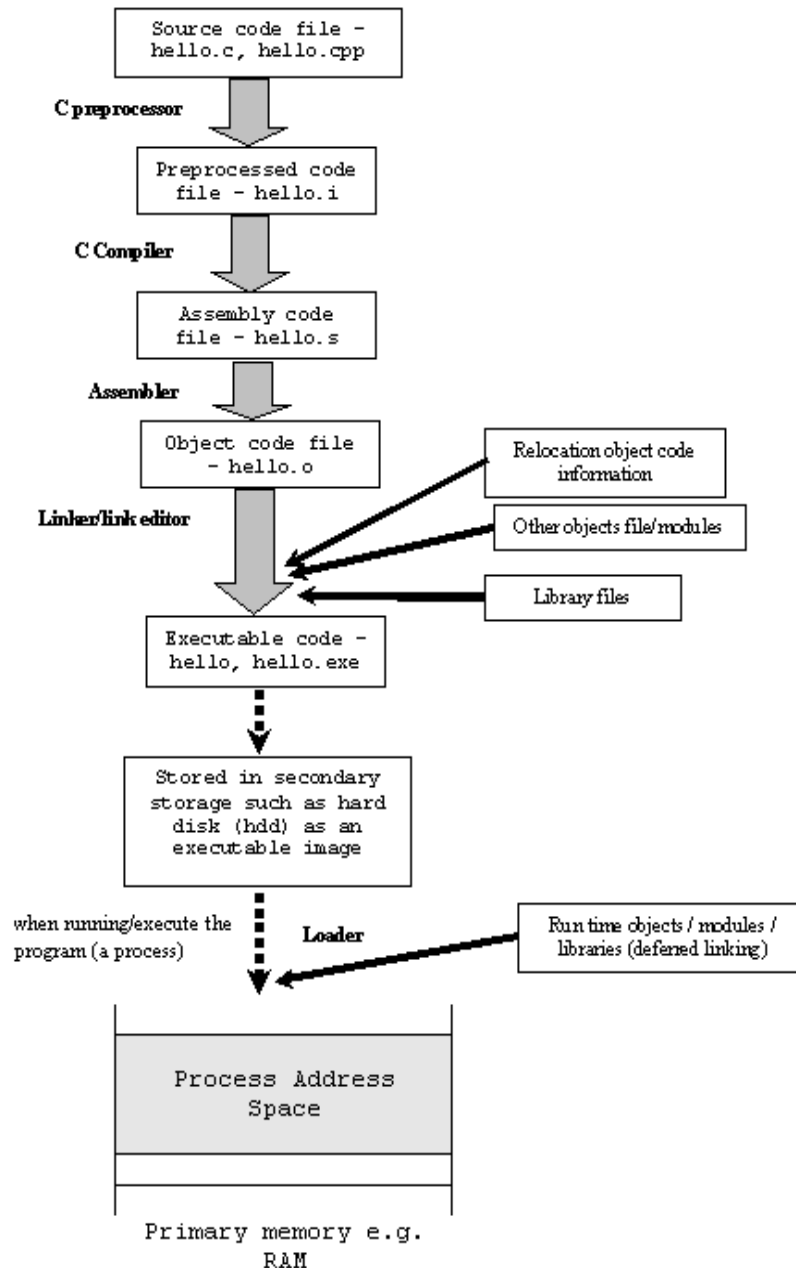 Source code file –
hello.c, hello.cpp
C preprocessor
Preprocessed code
file – hello.i
C Compiler
Assembly code
file – hello.s
Assembler
Object code file
– hello.o
Relocation object code
information
Linker/link editor
Other objects file/modules
Library files
Executable code –
hello, hello.exe
Stored in secondary
storage such as hard
disk (hdd) as an
executable image
when running/execute the
program (a process)
Loader
Run time objects / modules /
libraries (deferred linking)
Process Address
Space
Primary memory e.g.
RAM